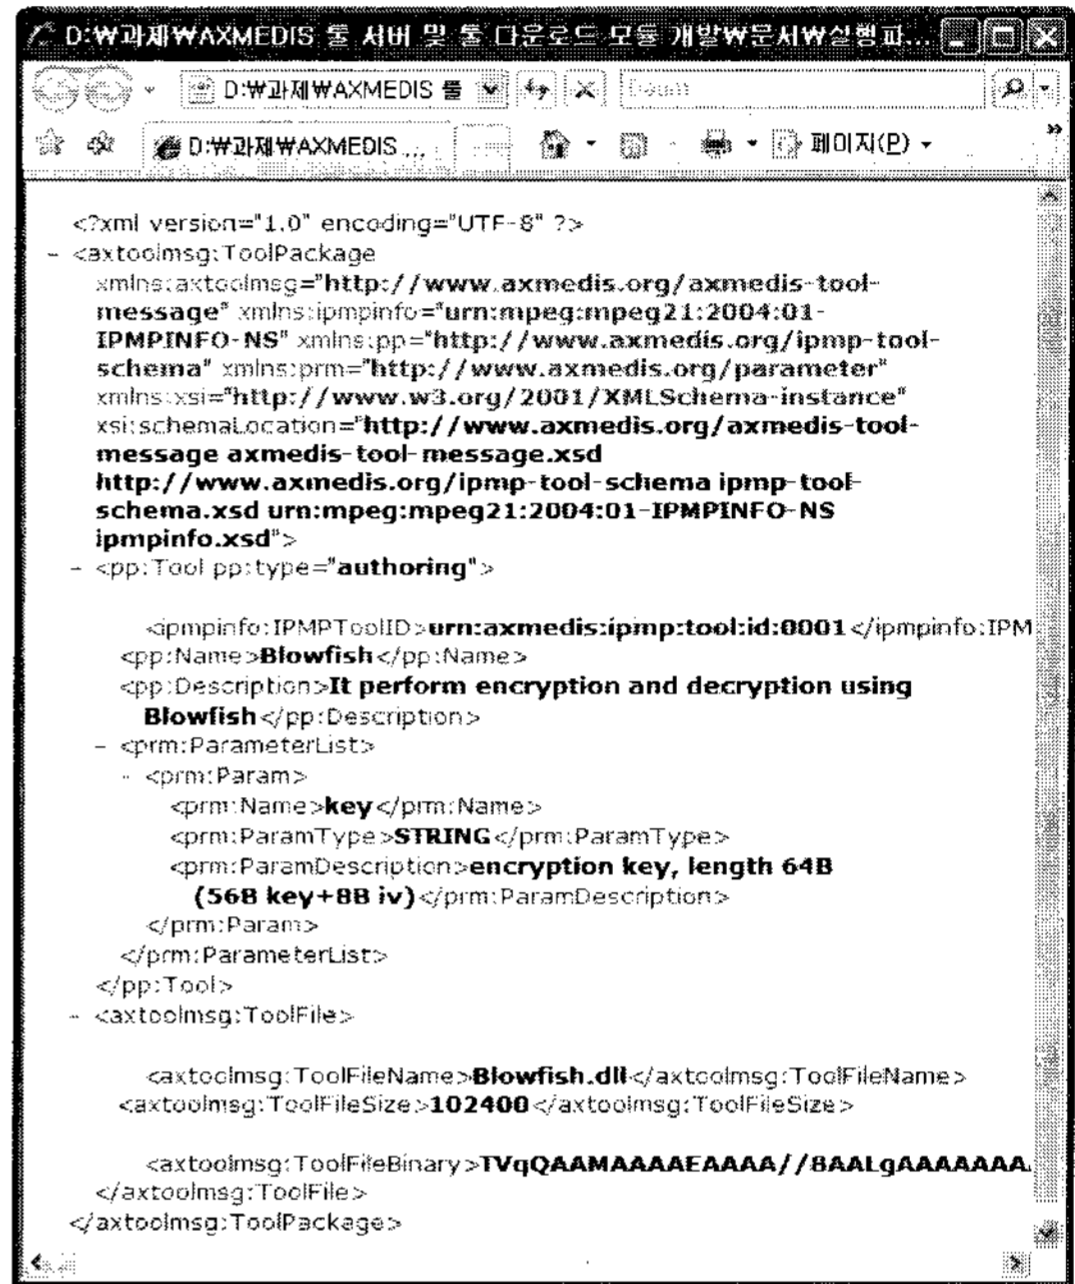 D:₩과제₩AXMEDIS 툴 서버 및 툴 다운로드 모듈 개발₩문서₩실행파...
D:₩과제₩AXMEDIS 툴
Daum
D:₩과제₩AXMEDIS ...
페이지(P)
<?xml version="1.0" encoding="UTF-8" ?>
- <axtoolmsg:ToolPackage
xmlns:axtoolmsg="http://www.axmedis.org/axmedis-tool-
message" xmlns:ipmpinfo="urn:mpeg:mpeg21:2004:01-
IPMPINFO-NS" xmlns:pp="http://www.axmedis.org/ipmp-tool-
schema" xmlns:prm="http://www.axmedis.org/parameter"
xmlns:xsi="http://www.w3.org/2001/XMLSchema-instance"
xsi:schemaLocation="http://www.axmedis.org/axmedis-tool-
message axmedis-tool-message.xsd
http://www.axmedis.org/ipmp-tool-schema ipmp-tool-
schema.xsd urn:mpeg:mpeg21:2004:01-IPMPINFO-NS
ipmpinfo.xsd">
- <pp:Tool pp:type="authoring">
<ipmpinfo:IPMPToolID>urn:axmedis:ipmp:tool:id:0001</ipmpinfo:IPM
<pp:Name>Blowfish</pp:Name>
<pp:Description>It perform encryption and decryption using
Blowfish</pp:Description>
- <prm:ParameterList>
- <prm:Param>
<prm:Name>key</prm:Name>
<prm:ParamType>STRING</prm:ParamType>
<prm:ParamDescription>encryption key, length 64B
(56B key+8B iv)</prm:ParamDescription>
</prm:Param>
</prm:ParameterList>
</pp:Tool>
- <axtoolmsg:ToolFile>
<axtoolmsg:ToolFileName>Blowfish.dll</axtoolmsg:ToolFileName>
<axtoolmsg:ToolFileSize>102400</axtoolmsg:ToolFileSize>
<axtoolmsg:ToolFileBinary>TVqQAAMAAAAEAAAA//8AALgAAAAAAA
</axtoolmsg:ToolFile>
</axtoolmsg:ToolPackage>